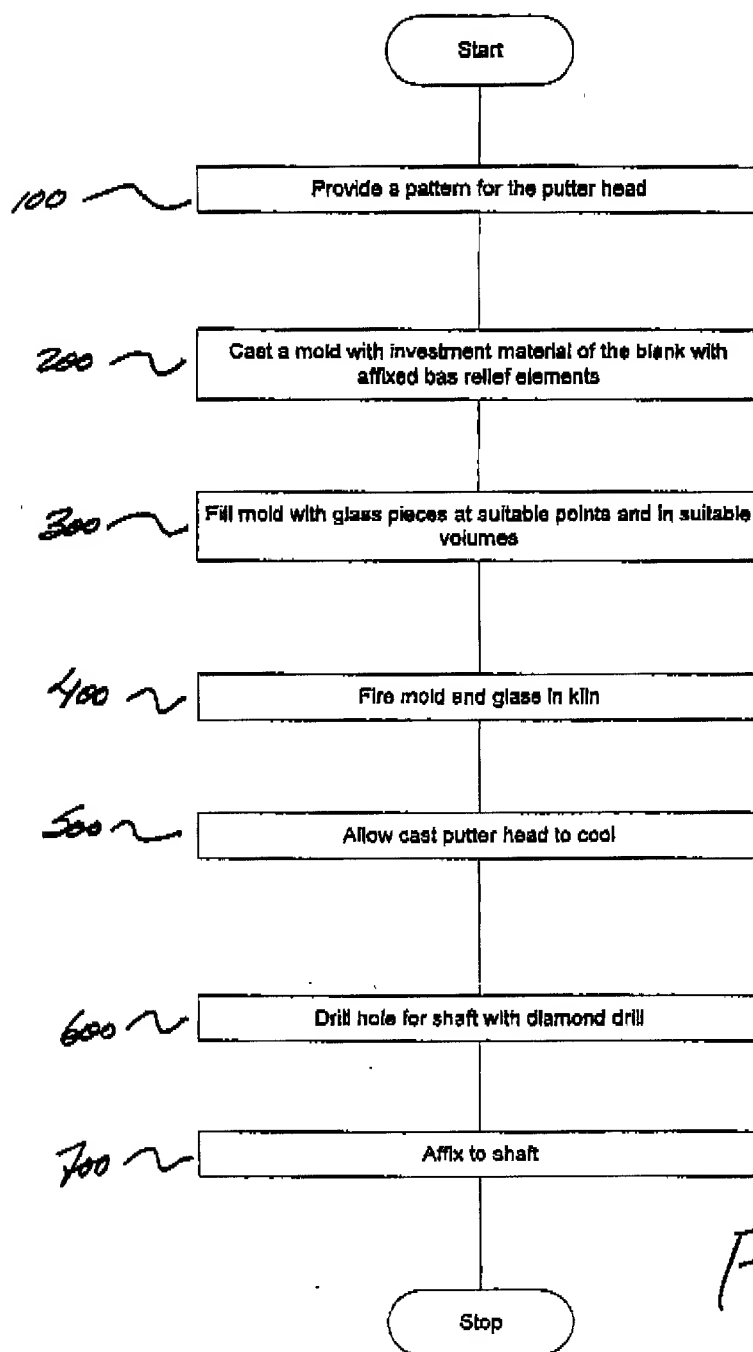 Start
100
Provide a pattern for the putter head
200
Cast a mold with investment material of the blank with
affixed bas relief elements
300
Fill mold with glass pieces at suitable points and in suitable
volumes
400
Fire mold and glass in kiln
500
Allow cast putter head to cool
600
Drill hole for shaft with diamond drill
700
Affix to shaft
Stop